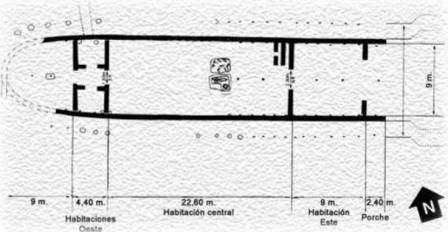 9 m.
9 m. 4,40 m. 22,60 m. 9 m. 2,40 m.
Habitaciones Oeste
Habitación central
Habitación Este
Porche
N